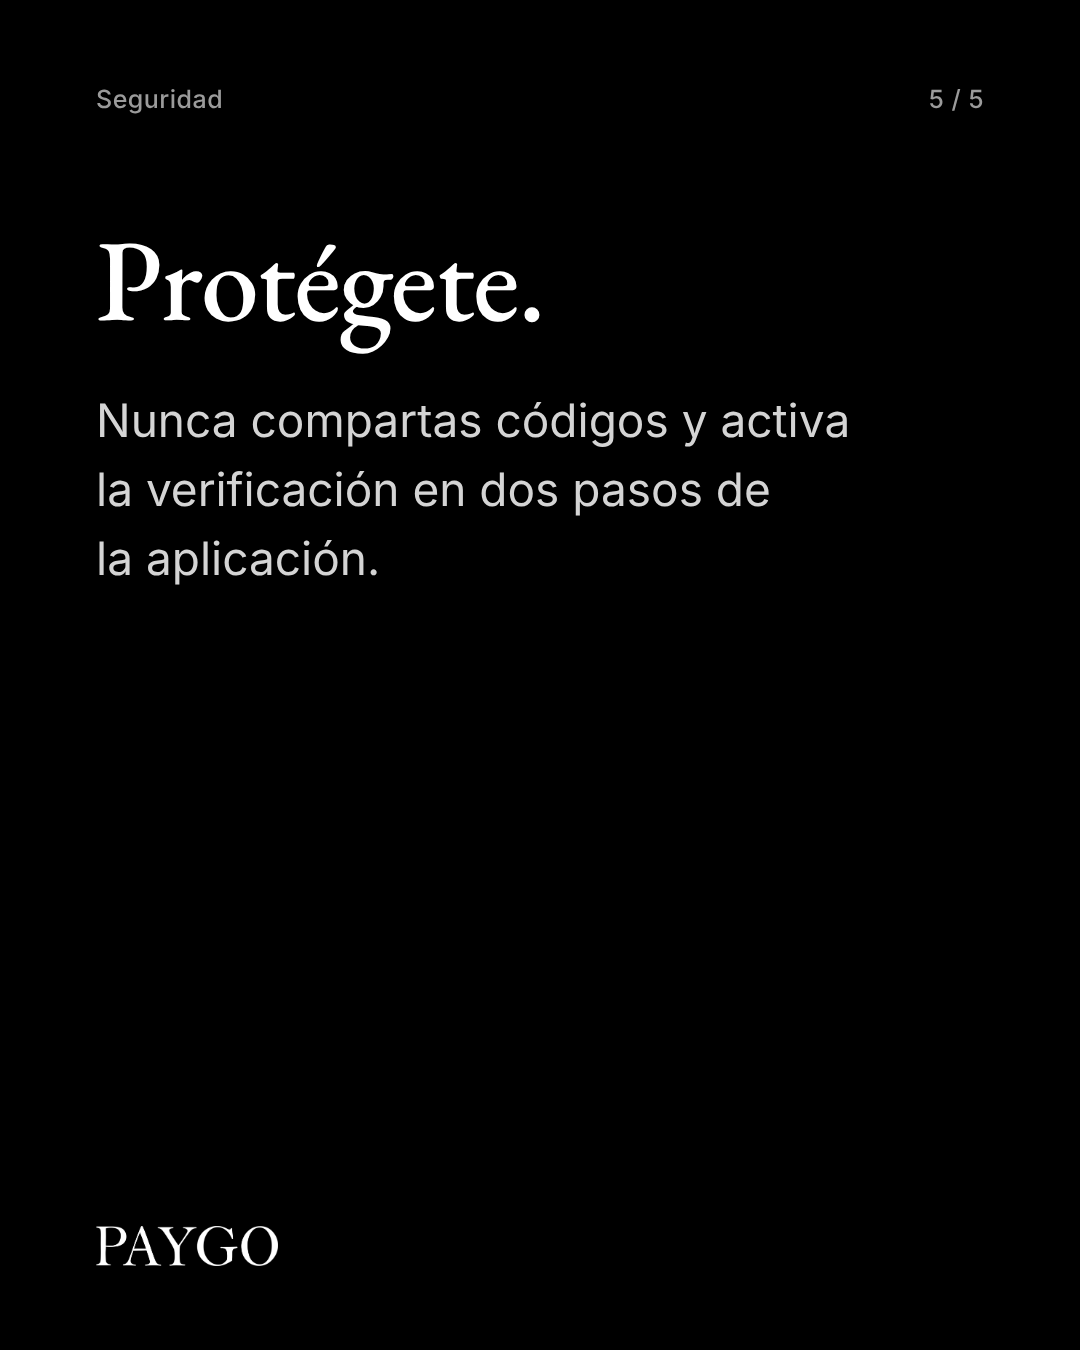 Seguridad
5 / 5
Protégete.
Nunca compartas códigos y activa
la verificación en dos pasos de
la aplicación.
PAYGO